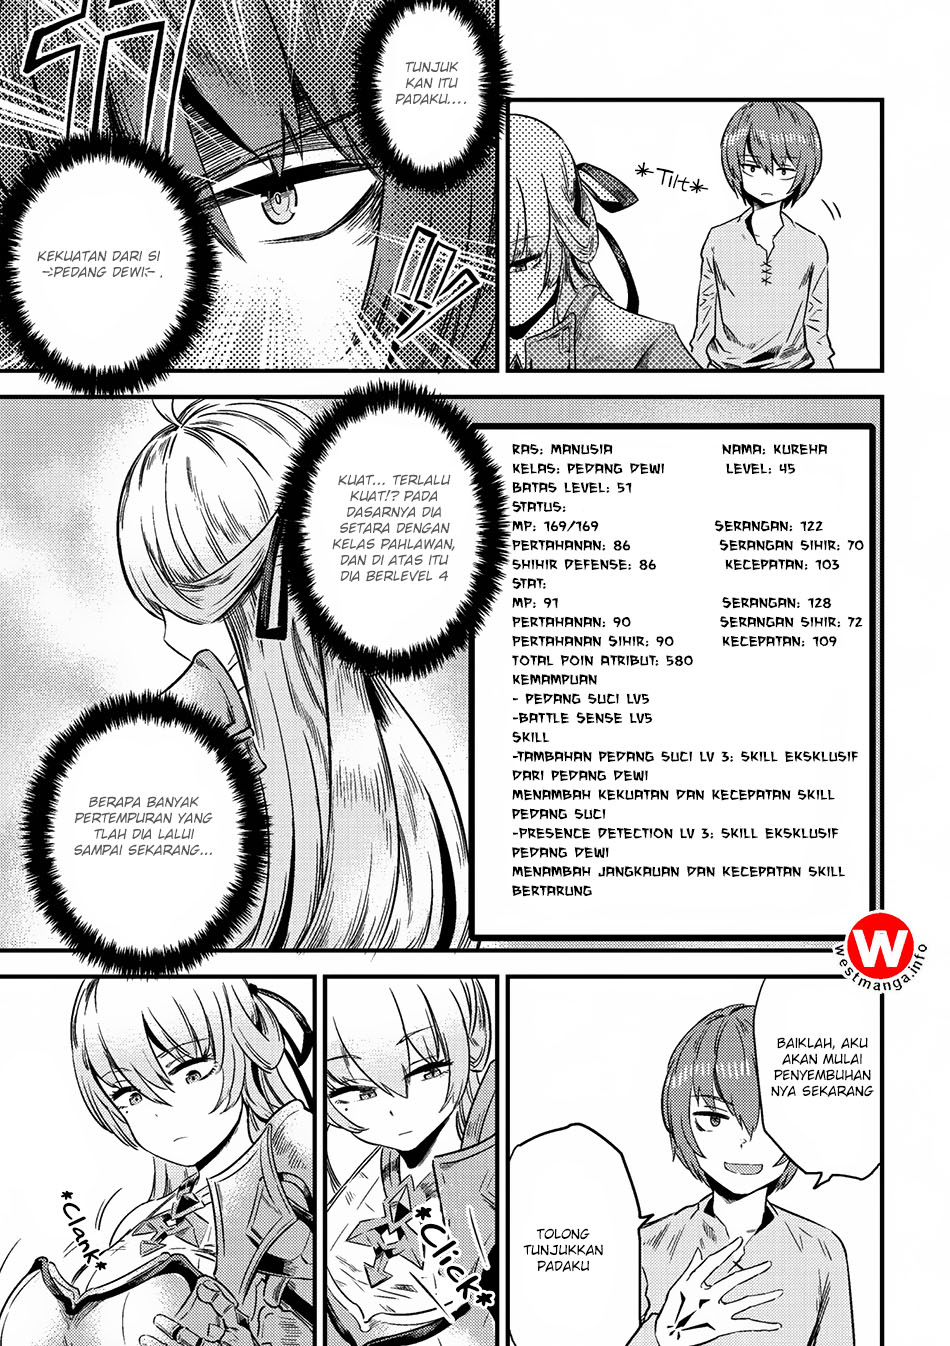 TUNJUK
KAN ITU
PADAKU....
KEKUATAN DARI SI
-PEDANG DEWI- .
*Tilt*
KUAT... TERLALU
KUAT!? PADA
DASARNYA DIA
SETARA DENGAN
KELAS PAHLAWAN,
DAN DI ATAS ITU
DIA BERLEVEL 4
RAS: MANUSIA NAMA: KUREHA
KELAS: PEDANG DEWI LEVEL: 45
BATAS LEVEL: 51
STATUS:
MP: 169/169 SERANGAN: 122
PERTAHANAN: 86 SERANGAN SIHIR: 70
SHIHIR DEFENSE: 86 KECEPATAN: 103
STAT:
MP: 91 SERANGAN: 128
PERTAHANAN: 90 SERANGAN SIHIR: 72
PERTAHANAN SIHIR: 90 KECEPATAN: 109
TOTAL POIN ATRIBUT: 580
KEMAMPUAN
- PEDANG SUCI LV5
-BATTLE SENSE LV5
SKILL
-TAMBAHAN PEDANG SUCI LV 3: SKILL EKSKLUSIF
DARI PEDANG DEWI
MENAMBAH KEKUATAN DAN KECEPATAN SKILL
PEDANG SUCI
-PRESENCE DETECTION LV 3: SKILL EKSKLUSIF
PEDANG DEWI
MENAMBAH JANGKAUAN DAN KECEPATAN SKILL
BERTARUNG
BERAPA BANYAK
PERTEMPURAN YANG
TLAH DIA LALUI
SAMPAI SEKARANG...
W
westmanga.info
BAIKLAH, AKU
AKAN MULAI
PENYEMBUHAN
NYA SEKARANG
TOLONG
TUNJUKKAN
PADAKU
*Click*
*Clank*